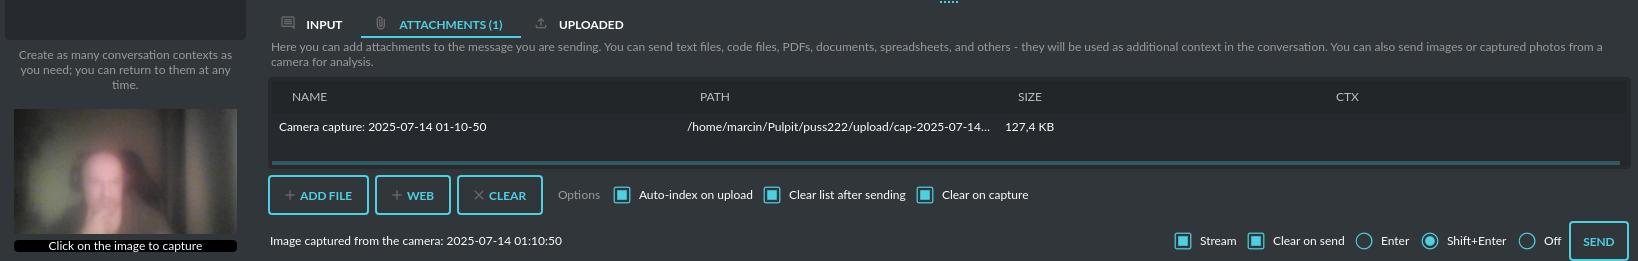 INPUT
ATTACHMENTS (1)
UPLOADED
Here you can add attachments to the message you are sending. You can send text files, code files, PDFs, documents, spreadsheets, and others - they will be used as additional context in the conversation. You can also send images or captured photos from a
camera for analysis.
Create as many conversation contexts as
you need; you can return to them at any
time.
NAME PATH SIZE CTX
Camera capture: 2025-07-14 01-10-50 /home/marcin/Pulpit/puss222/upload/cap-2025-07-14... 127,4 KB
ADD FILE WEB CLEAR Options Auto-index on upload Clear list after sending Clear on capture
Click on the image to capture
Image captured from the camera: 2025-07-14 01:10:50 Stream Clear on send Enter Shift+Enter Off SEND